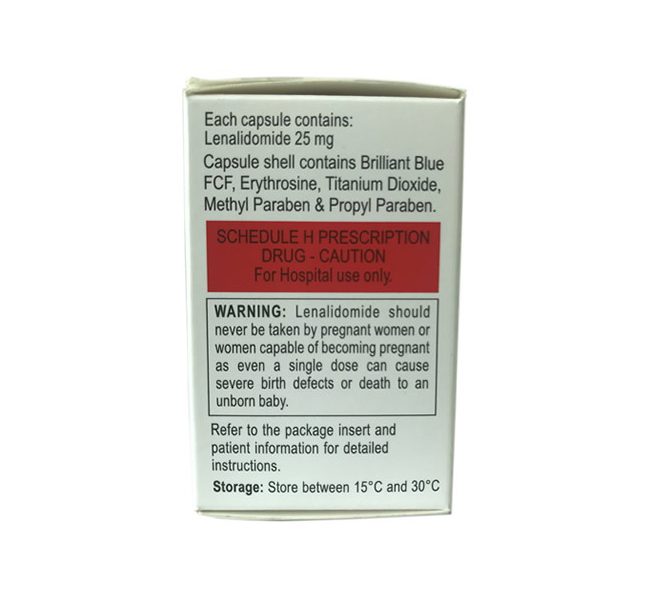 Each capsule contains:
Lenalidomide 25 mg
Capsule shell contains Brilliant Blue
FCF, Erythrosine, Titanium Dioxide,
Methyl Paraben & Propyl Paraben.
SCHEDULE H PRESCRIPTION
DRUG - CAUTION
For Hospital use only.
WARNING: Lenalidomide should
never be taken by pregnant women or
women capable of becoming pregnant
as even a single dose can cause
severe birth defects or death to an
unborn baby.
Refer to the package insert and
patient information for detailed
instructions.
Storage: Store between 15°C and 30°C